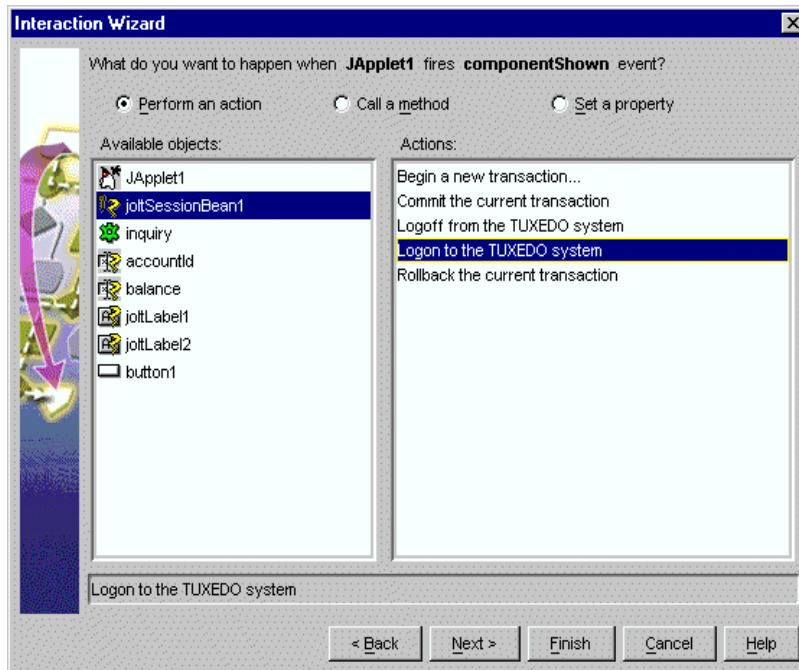 Interaction Wizard
What do you want to happen when JApplet1 fires componentShown event?
Perform an action
Call a method
Set a property
Available objects:
JApplet1
joltSessionBean1
inquiry
accountId
balance
joltLabel1
joltLabel2
button1
Actions:
Begin a new transaction...
Commit the current transaction
Logoff from the TUXEDO system
Logon to the TUXEDO system
Rollback the current transaction
Logon to the TUXEDO system
< Back
Next >
Finish
Cancel
Help